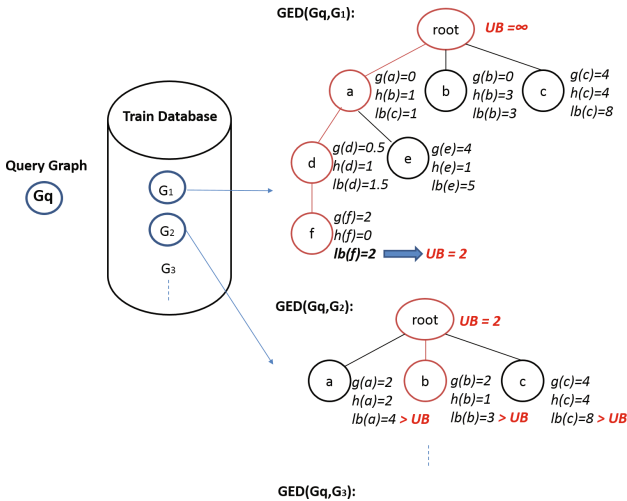 GED(Gq,G1):
root
UB =∞
a
g(a)=0
h(a)=1
lb(c)=1
b
g(b)=0
h(b)=3
lb(b)=3
c
g(c)=4
h(c)=4
lb(c)=8
Train Database
Query Graph
Gq
G1
G2
G3
d
g(d)=0.5
h(d)=1
lb(d)=1.5
e
g(e)=4
h(e)=1
lb(e)=5
f
g(f)=2
h(f)=0
lb(f)=2
UB = 2
GED(Gq,G2):
root
UB = 2
a
g(a)=2
h(a)=2
lb(a)=4 > UB
b
g(b)=2
h(b)=1
lb(b)=3 > UB
c
g(c)=4
h(c)=4
lb(c)=8 > UB
GED(Gq,G3):